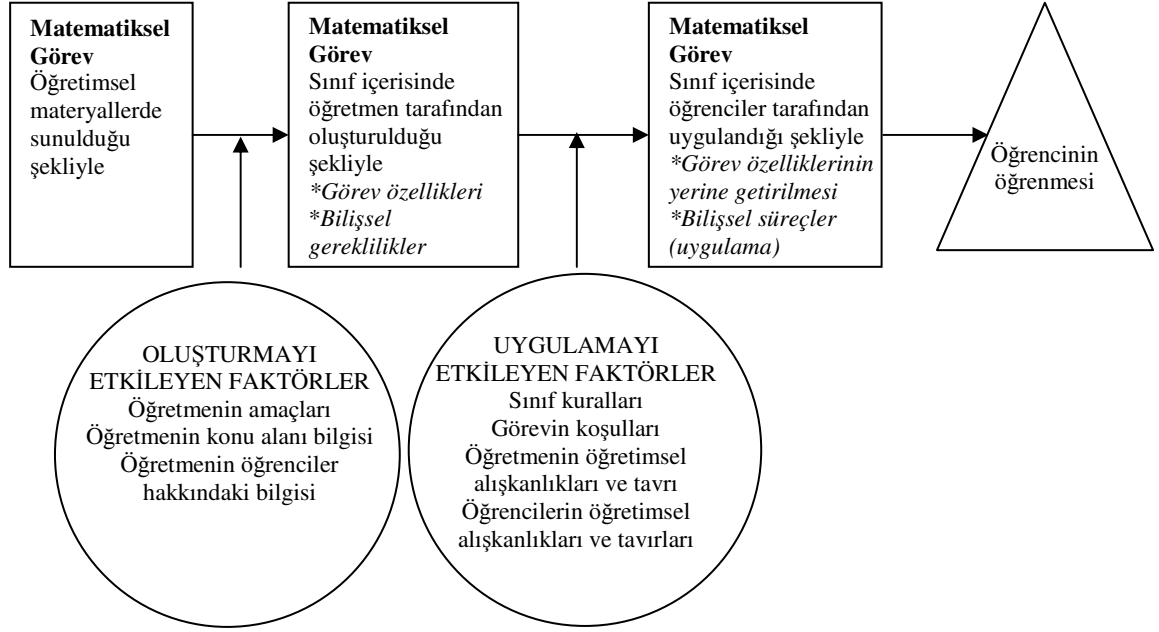 Matematiksel
Görev
Öğretimsel
materyallerde
sunulduğu
şekliyle
Matematiksel
Görev
Sınıf içerisinde
öğretmen tarafından
oluşturulduğu
şekliyle
*Görev özellikleri
*Bilişsel
gereklilikler
Matematiksel
Görev
Sınıf içerisinde
öğrenciler tarafından
uygulandığı şekliyle
*Görev özelliklerinin
yerine getirilmesi
*Bilişsel süreçler
(uygulama)
Öğrencinin
öğrenmesi
OLUŞTURMAYI
ETKİLEYEN FAKTÖRLER
Öğretmenin amaçları
Öğretmenin konu alanı bilgisi
Öğretmenin öğrenciler
hakkındaki bilgisi
UYGULAMAYI
ETKİLEYEN FAKTÖRLER
Sınıf kuralları
Görevin koşulları
Öğretmenin öğretimsel
alışkanlıkları ve tavrı
Öğrencilerin öğretimsel
alışkanlıkları ve tavırları